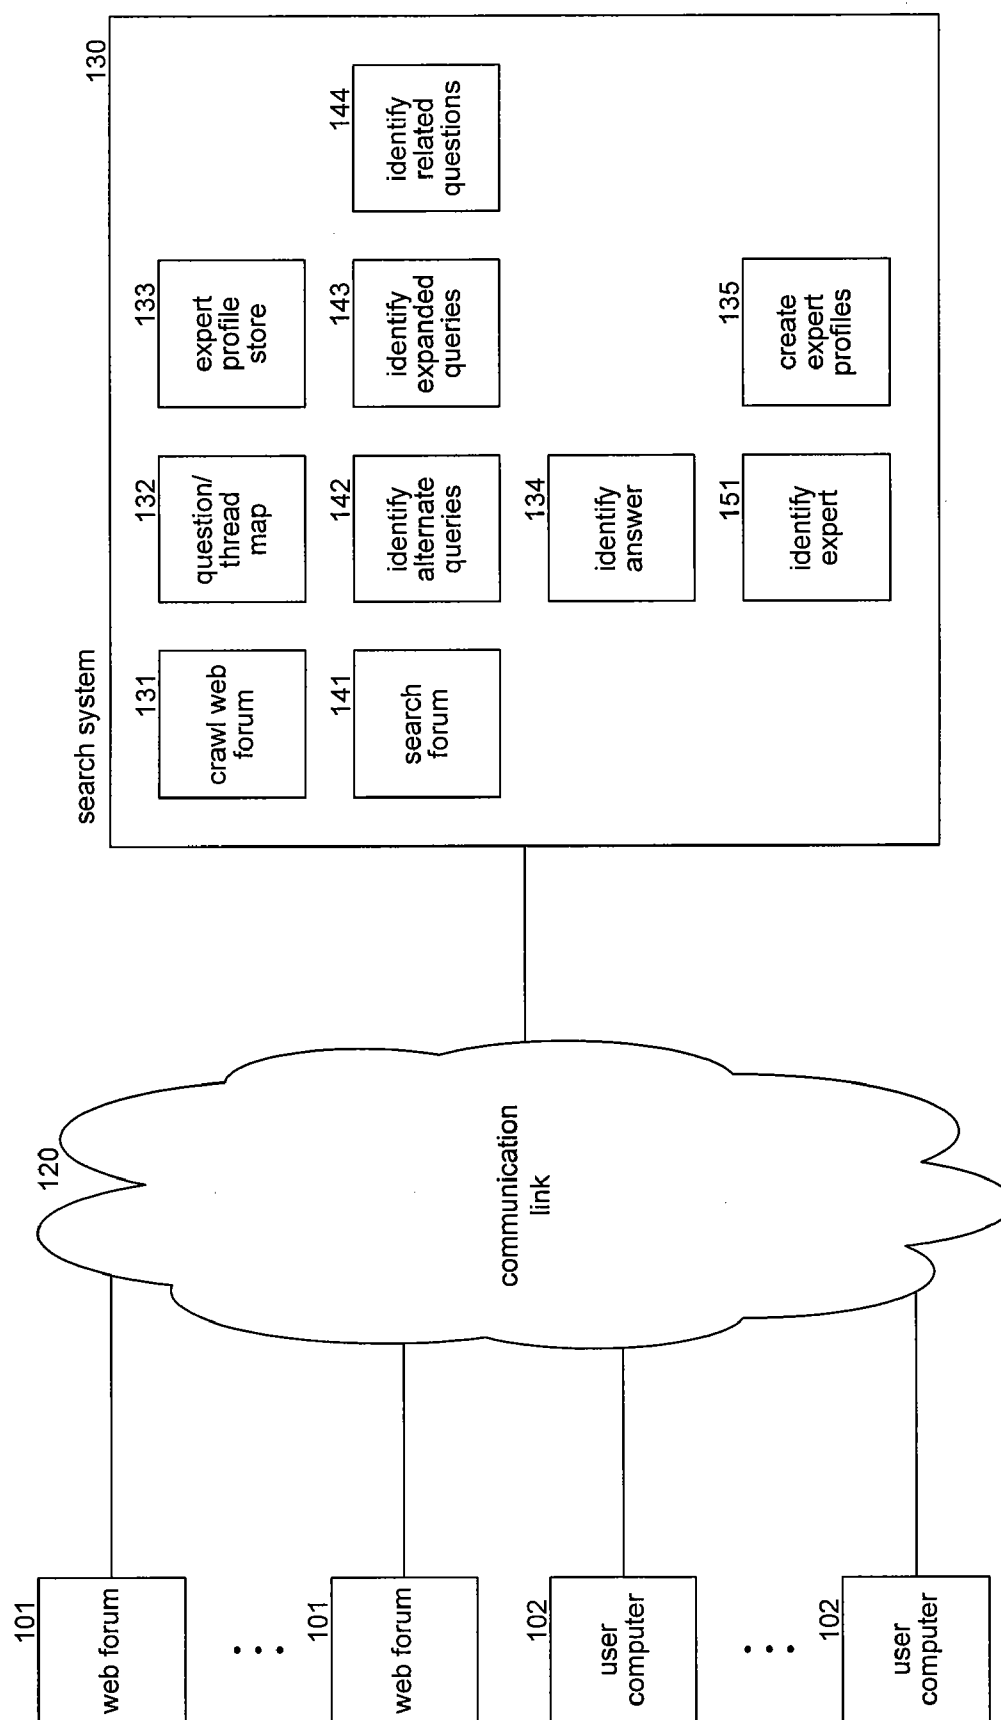 101
web forum
• • •
101
web forum
102
user
computer
• • •
102
user
computer
120
communication
link
search system
130
131
crawl web
forum
132
question/
thread
map
133
expert
profile
store
141
search
forum
142
identify
alternate
queries
143
identify
expanded
queries
144
identify
related
questions
134
identify
answer
151
identify
expert
135
create
expert
profiles